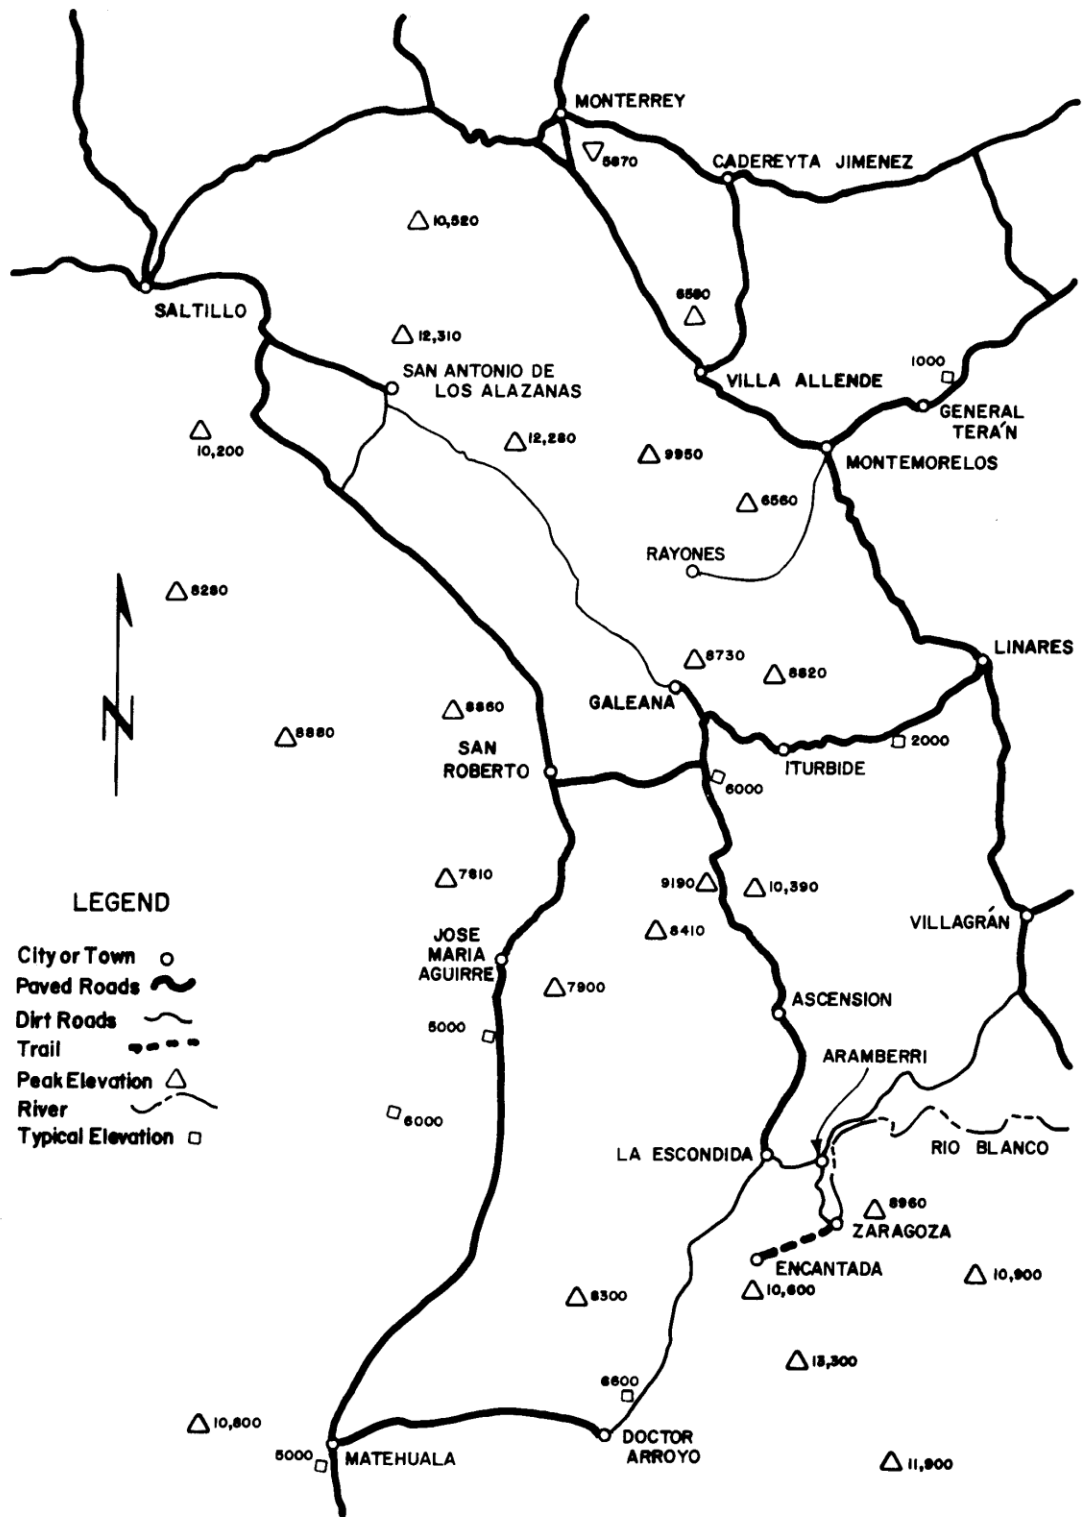 MONTERREY
5870
CADEREYTA JIMENEZ
10,520
SALTILLO
6580
12,310
SAN ANTONIO DE
LOS ALAZANAS
VILLA ALLENDE
1000
GENERAL
TERÁN
10,200
12,280
9950
MONTEMORELOS
6560
RAYONES
8280
LINARES
8730
8820
GALEANA
8860
8880
SAN
ROBERTO
2000
ITURBIDE
6000
N
7810
9190
10,390
LEGEND
City or Town
Paved Roads
Dirt Roads
Trail
Peak Elevation
River
Typical Elevation
VILLAGRÁN
8410
JOSE
MARIA
AGUIRRE
7900
ASCENSION
5000
ARAMBERRI
6000
RIO BLANCO
LA ESCONDIDA
8960
ZARAGOZA
ENCANTADA
10,900
10,600
8300
13,300
6600
10,800
DOCTOR
ARROYO
5000
MATEHUALA
11,900